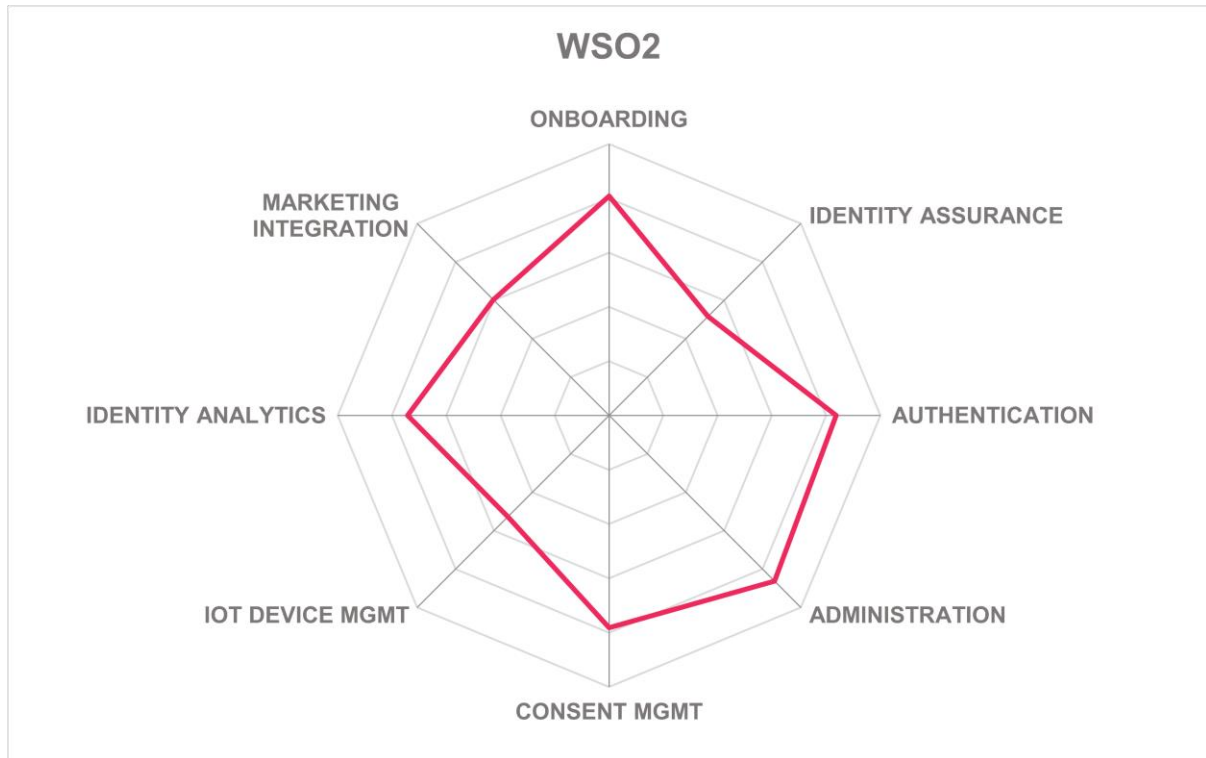 WSO2
ONBOARDING
MARKETING
INTEGRATION
IDENTITY ASSURANCE
IDENTITY ANALYTICS
AUTHENTICATION
IOT DEVICE MGMT
ADMINISTRATION
CONSENT MGMT